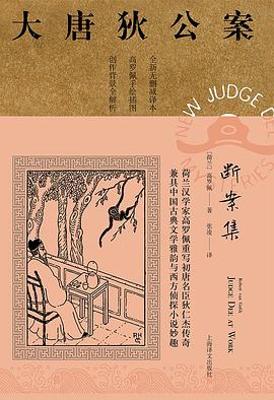 大唐狄公案
全新无删减译本
高罗佩手绘插图
创作背景全解析
NEW JUDGE DE
断案集
[荷兰] 高罗佩——著
张凌——译
荷兰汉学家高罗佩重写初唐名臣狄仁杰传奇
兼具中国古典文学雅韵与西方侦探小说妙趣
Robert van Gulik
JUDGE DEE AT WORK
上海译文出版社